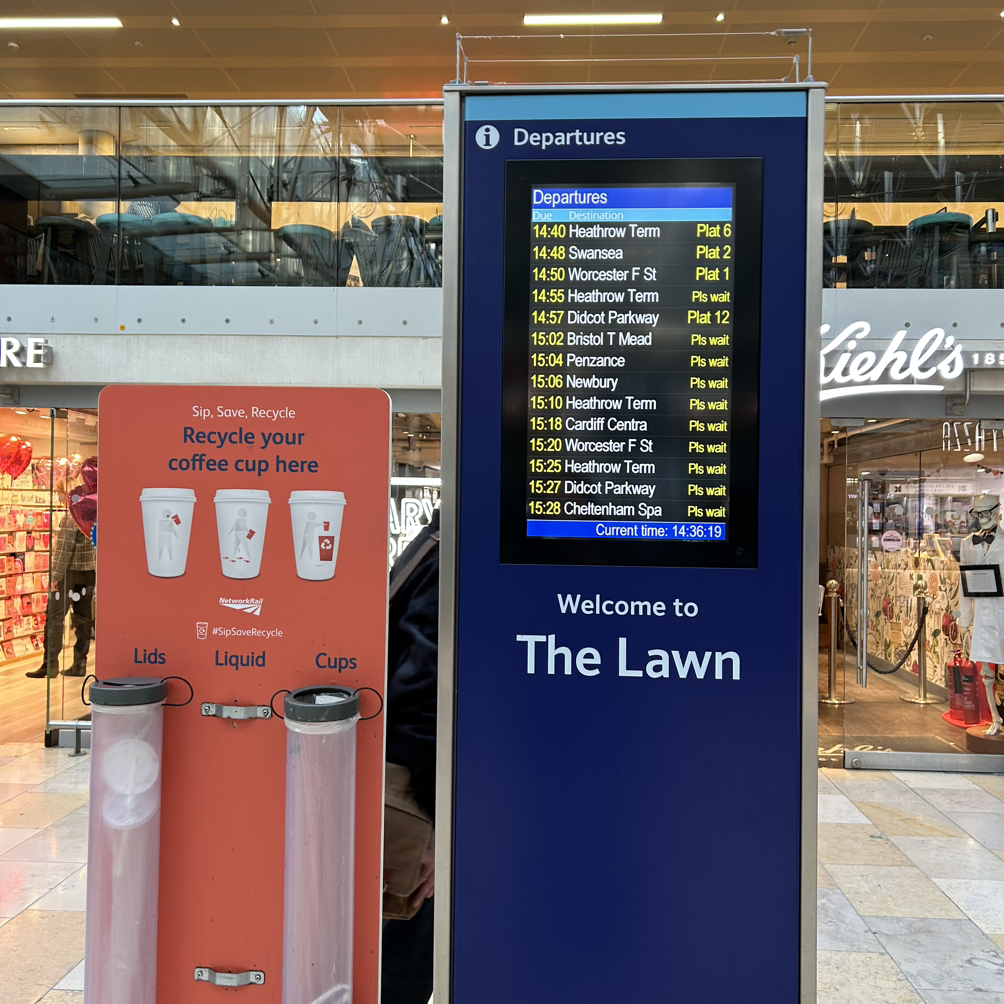 Departures
Departures
Due Destination
14:40 Heathrow Term Plat 6
14:48 Swansea Plat 2
14:50 Worcester F St Plat 1
14:55 Heathrow Term Pls wait
14:57 Didcot Parkway Plat 12
15:02 Bristol T Mead Pls wait
15:04 Penzance Pls wait
15:06 Newbury Pls wait
15:10 Heathrow Term Pls wait
15:18 Cardiff Centra Pls wait
15:20 Worcester F St Pls wait
15:25 Heathrow Term Pls wait
15:27 Didcot Parkway Pls wait
15:28 Cheltenham Spa Pls wait
Current time: 14:36:19
Welcome to
The Lawn
RE
Sip, Save, Recycle
Recycle your
coffee cup here
NetworkRail
#SipSaveRecycle
Lids Liquid Cups
ARY
Kiehl's 185